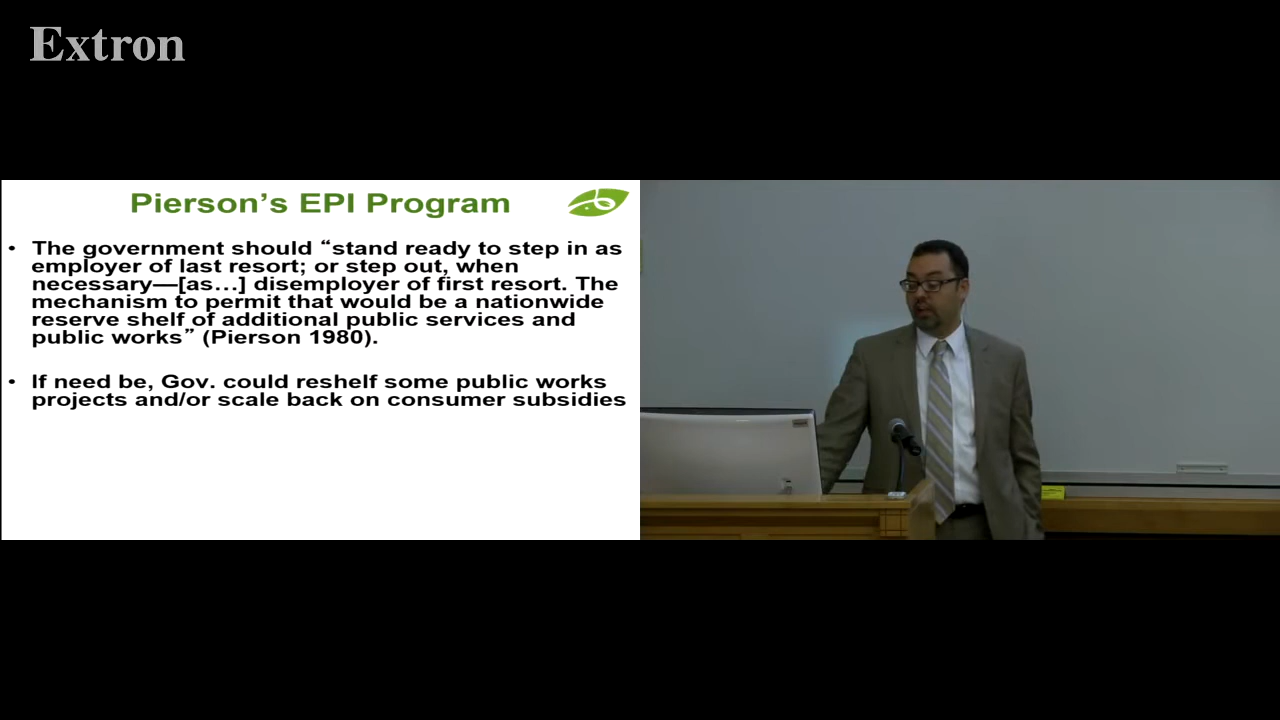 Extron
Pierson’s EPI Program
• The government should “stand ready to step in as
employer of last resort; or step out, when
necessary—[as…] disemployer of first resort. The
mechanism to permit that would be a nationwide
reserve shelf of additional public services and
public works” (Pierson 1980).
• If need be, Gov. could reshelf some public works
projects and/or scale back on consumer subsidies